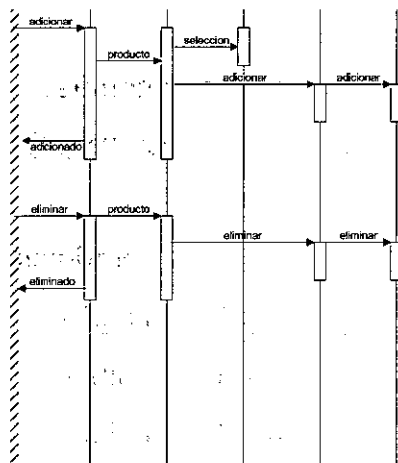 adicionar
seleccion
producto
adicionar
adicionar
adicionado
eliminar
producto
eliminar
eliminar
eliminado